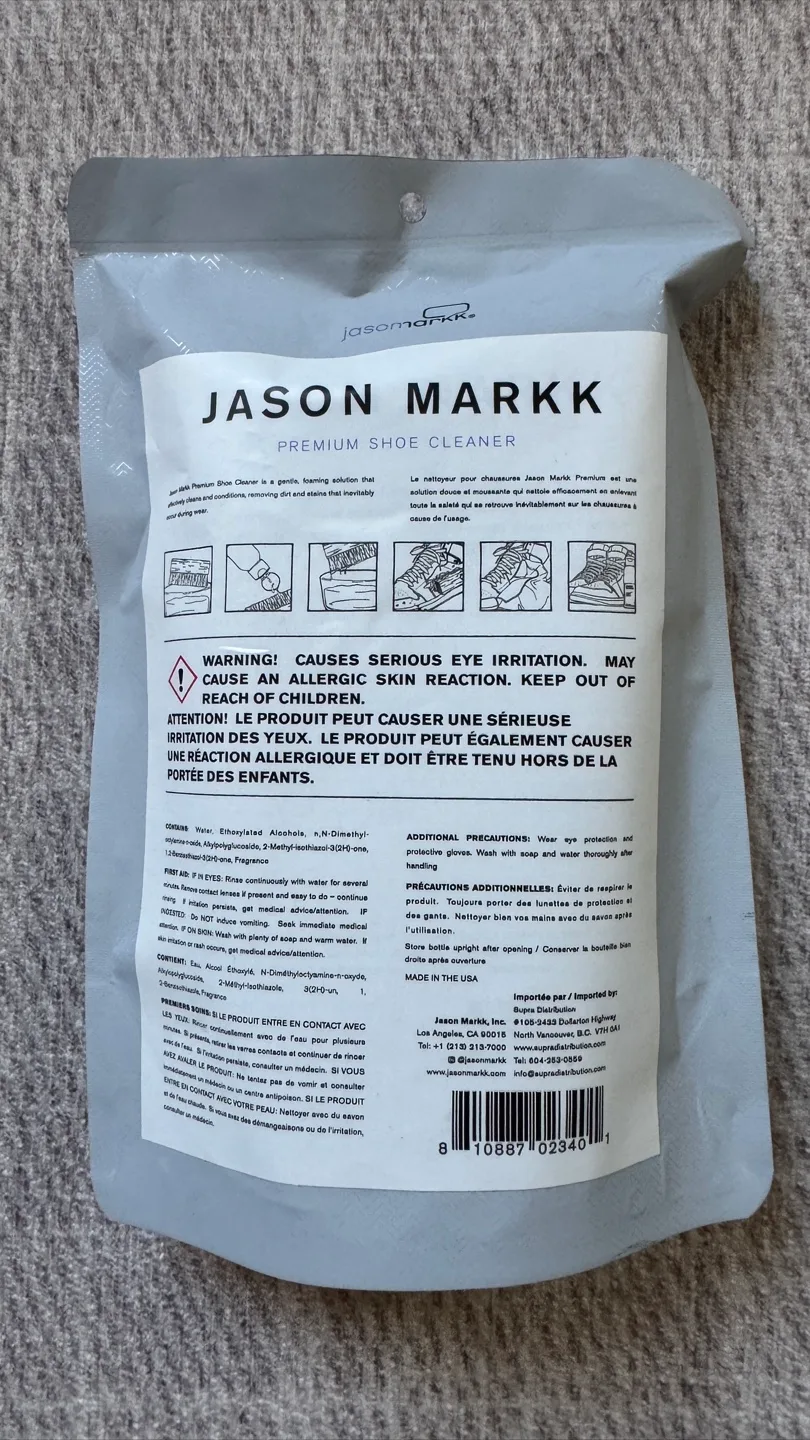 jasonmarkk®
JASON MARKK
PREMIUM SHOE CLEANER
Jason Markk Premium Shoe Cleaner is a gentle, foaming solution that
effectively cleans and conditions, removing dirt and stains that inevitably
occur during wear.
Le nettoyeur pour chaussures Jason Markk Premium est une
solution douce et moussante qui nettoie efficacement en enlevant
toute la saleté qui se retrouve inévitablement sur les chaussures à
cause de l'usage.
WARNING! CAUSES SERIOUS EYE IRRITATION. MAY
CAUSE AN ALLERGIC SKIN REACTION. KEEP OUT OF
REACH OF CHILDREN.
ATTENTION! LE PRODUIT PEUT CAUSER UNE SÉRIEUSE
IRRITATION DES YEUX. LE PRODUIT PEUT ÉGALEMENT CAUSER
UNE RÉACTION ALLERGIQUE ET DOIT ÊTRE TENU HORS DE LA
PORTÉE DES ENFANTS.
CONTAINS: Water, Ethoxylated Alcohols, n,N-Dimethyl-
octylamine-n-oxide, Alkylpolyglucoside, 2-Methyl-isothiazol-3(2H)-one,
1,2-Benzisothiazol-3(2H)-one, Fragrance
FIRST AID: IF IN EYES: Rinse continuously with water for several
minutes. Remove contact lenses if present and easy to do – continue
rinsing. If irritation persists, get medical advice/attention. IF
INGESTED: Do NOT induce vomiting. Seek immediate medical
attention. IF ON SKIN: Wash with plenty of soap and warm water. If
skin irritation or rash occurs, get medical advice/attention.
CONTIENT: Eau, Alcool Éthoxylé, N-Diméthyloctyamine-n-oxyde,
Alkylpolyglucoside, 2-Méthyl-isothiazole, 3(2H)-un, 1,
2-Benzisothiazole, Fragrance
PREMIERS SOINS: SI LE PRODUIT ENTRE EN CONTACT AVEC
LES YEUX: Rincer continuellement avec de l'eau pour plusieurs
minutes. Si présents, retirer les verres contacts et continuer de rincer
avec de l'eau. Si l'irritation persiste, consulter un médecin. SI VOUS
AVEZ AVALER LE PRODUIT: Ne tentez pas de vomir et consulter
immédiatement un médecin ou un centre antipoison. SI LE PRODUIT
ENTRE EN CONTACT AVEC VOTRE PEAU: Nettoyer avec du savon
et de l'eau chaude. Si vous avez des démangeaisons ou de l'irritation,
consulter un médecin.
ADDITIONAL PRECAUTIONS: Wear eye protection and
protective gloves. Wash with soap and water thoroughly after
handling
PRÉCAUTIONS ADDITIONNELLES: Éviter de respirer le
produit. Toujours porter des lunettes de protection et
des gants. Nettoyer bien vos mains avec du savon après
l'utilisation.
Store bottle upright after opening / Conserver la bouteille bien
droite après ouverture
MADE IN THE USA
Jason Markk, Inc.
Los Angeles, CA 90015
Tel: +1 (213) 213-7000
@jasonmarkk
www.jasonmarkk.com
Importée par / Imported by:
Supra Distribution
#105-2433 Dollarton Highway
North Vancouver, B.C. V7H 0A1
www.supradistribution.com
Tel: 604-252-0859
info@supradistribution.com
8 10887 02340 1